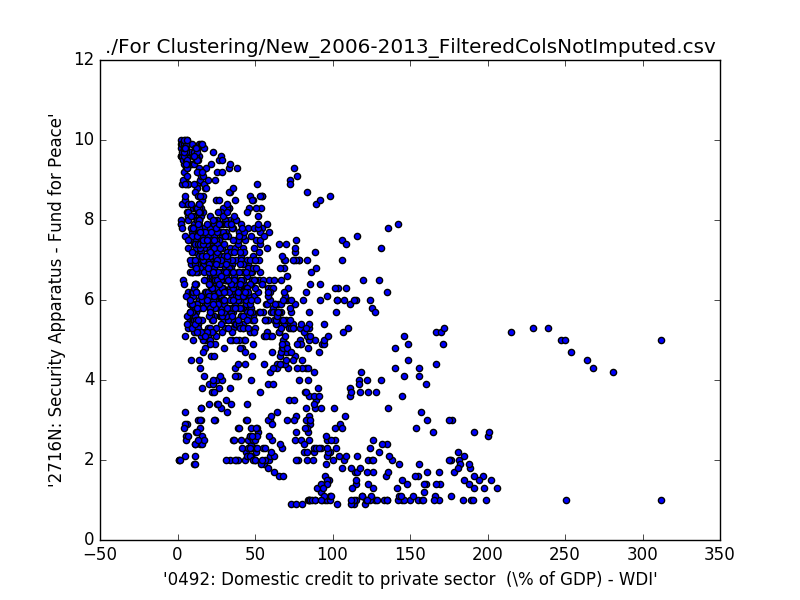 ./For Clustering/New_2006-2013_FilteredColsNotImputed.csv
12
10
8
6
4
2
0
'2716N: Security Apparatus - Fund for Peace'
−50 0 50 100 150 200 250 300 350
'0492: Domestic credit to private sector  (\% of GDP) - WDI'